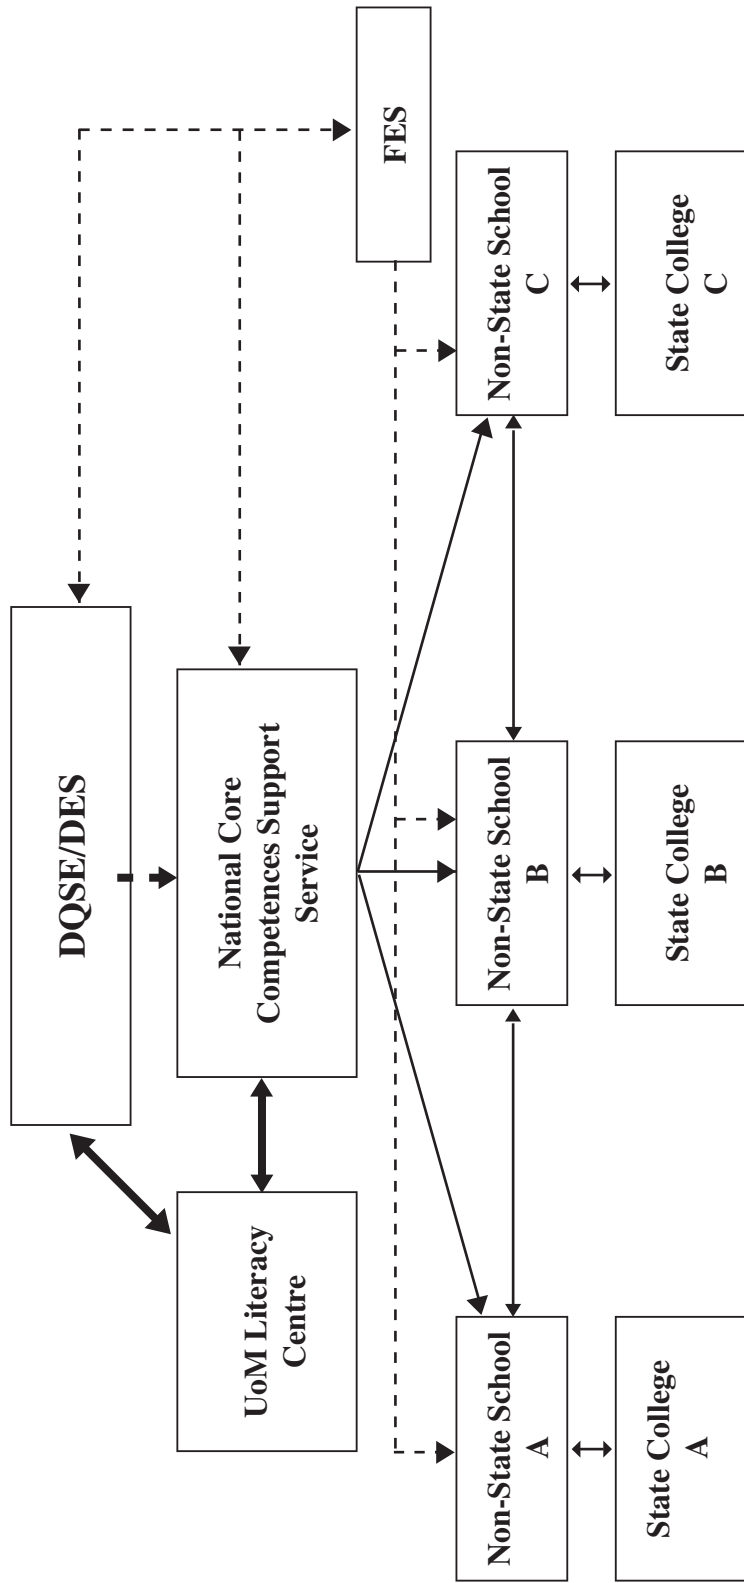 DQSE/DES
UoM Literacy
Centre
National Core
Competences Support
Service
FES
Non-State School
A
Non-State School
B
Non-State School
C
State College
A
State College
B
State College
C